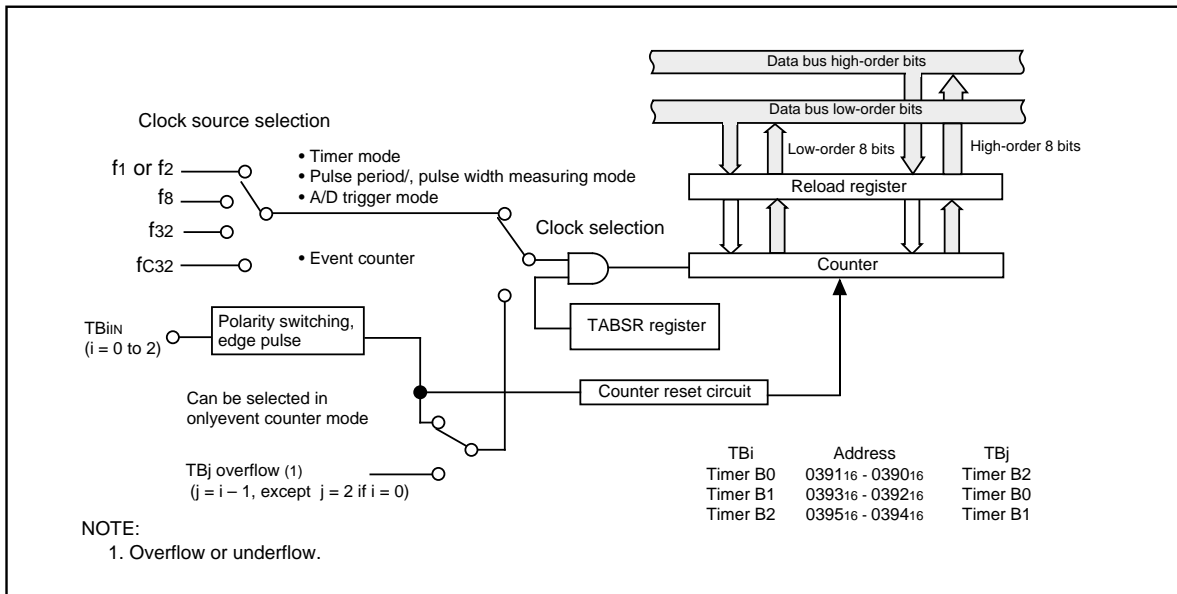 Data bus high-order bits
Data bus low-order bits
Clock source selection
Low-order 8 bits
High-order 8 bits
f1 or f2
• Timer mode
• Pulse period/, pulse width measuring mode
• A/D trigger mode
f8
f32
fC32
• Event counter
Reload register
Clock selection
Counter
TABSR register
TBiIN
(i = 0 to 2)
Polarity switching,
edge pulse
Counter reset circuit
Can be selected in
onlyevent counter mode
TBj overflow (1)
(j = i – 1, except j = 2 if i = 0)
TBi Address TBj
Timer B0 039116 - 039016 Timer B2
Timer B1 039316 - 039216 Timer B0
Timer B2 039516 - 039416 Timer B1
NOTE:
1. Overflow or underflow.